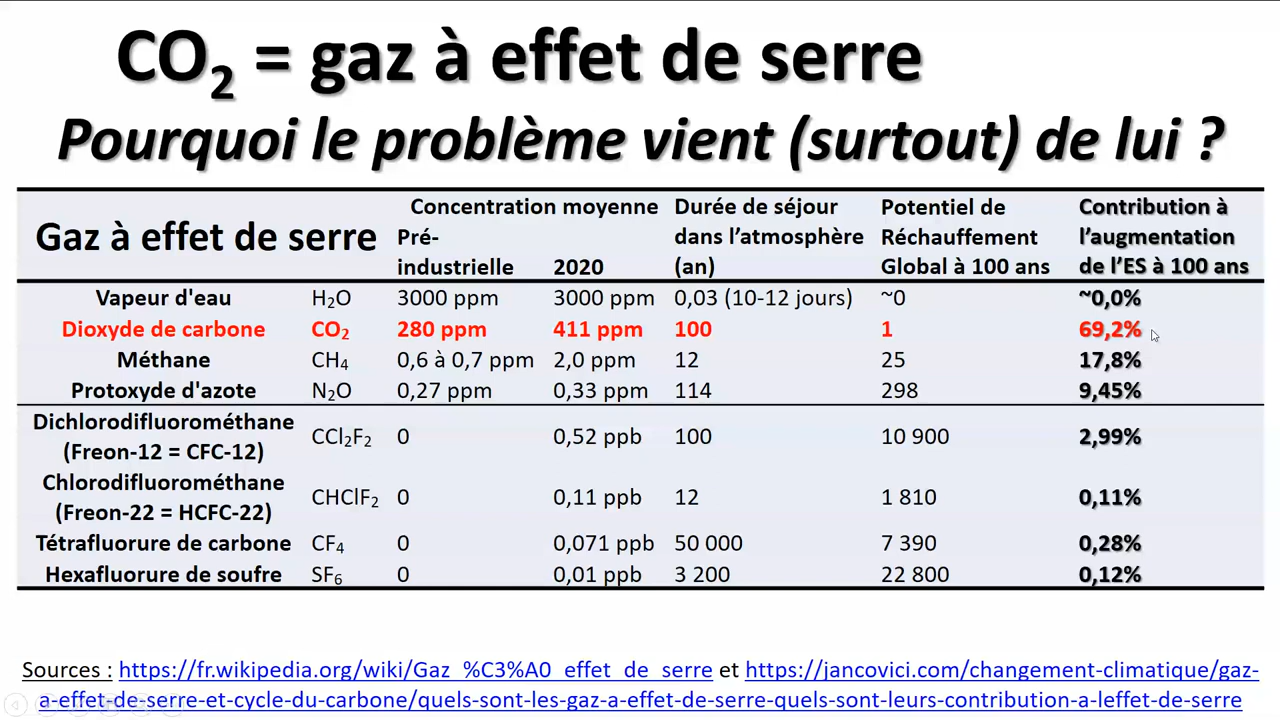 CO₂ = gaz à effet de serre
Pourquoi le problème vient (surtout) de lui ?
Gaz à effet de serre
Concentration moyenne
Pré-
industrielle
2020
Durée de séjour
dans l’atmosphère
(an)
Potentiel de
Réchauffement
Global à 100 ans
Contribution à
l’augmentation
de l’ES à 100 ans
Vapeur d'eau H₂O 3000 ppm 3000 ppm 0,03 (10-12 jours) ~0 ~0,0%
Dioxyde de carbone CO₂ 280 ppm 411 ppm 100 1 69,2%
Méthane CH₄ 0,6 à 0,7 ppm 2,0 ppm 12 25 17,8%
Protoxyde d'azote N₂O 0,27 ppm 0,33 ppm 114 298 9,45%
Dichlorodifluorométhane
(Freon-12 = CFC-12)
CCl₂F₂ 0 0,52 ppb 100 10 900 2,99%
Chlorodifluorométhane
(Freon-22 = HCFC-22)
CHClF₂ 0 0,11 ppb 12 1 810 0,11%
Tétrafluorure de carbone CF₄ 0 0,071 ppb 50 000 7 390 0,28%
Hexafluorure de soufre SF₆ 0 0,01 ppb 3 200 22 800 0,12%
Sources : https://fr.wikipedia.org/wiki/Gaz_%C3%A0_effet_de_serre et https://jancovici.com/changement-climatique/gaz-
a-effet-de-serre-et-cycle-du-carbone/quels-sont-les-gaz-a-effet-de-serre-quels-sont-leurs-contribution-a-leffet-de-serre